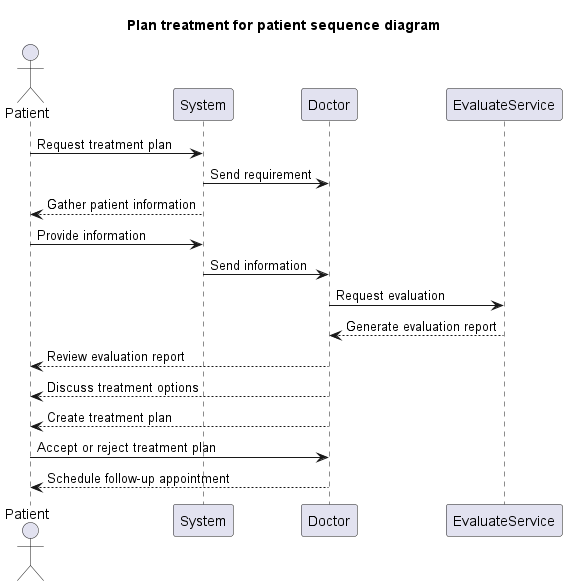 Plan treatment for patient sequence diagram
Patient
System
Doctor
EvaluateService
Request treatment plan
Send requirement
Gather patient information
Provide information
Send information
Request evaluation
Generate evaluation report
Review evaluation report
Discuss treatment options
Create treatment plan
Accept or reject treatment plan
Schedule follow-up appointment
Patient
System
Doctor
EvaluateService